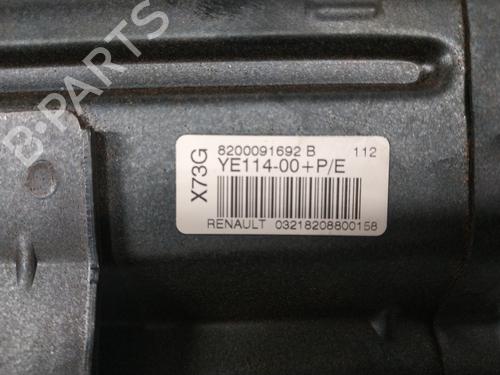 B-PARTS
X73G
8200091692 B 112
YE114-00+P/E
RENAULT 03218208800158